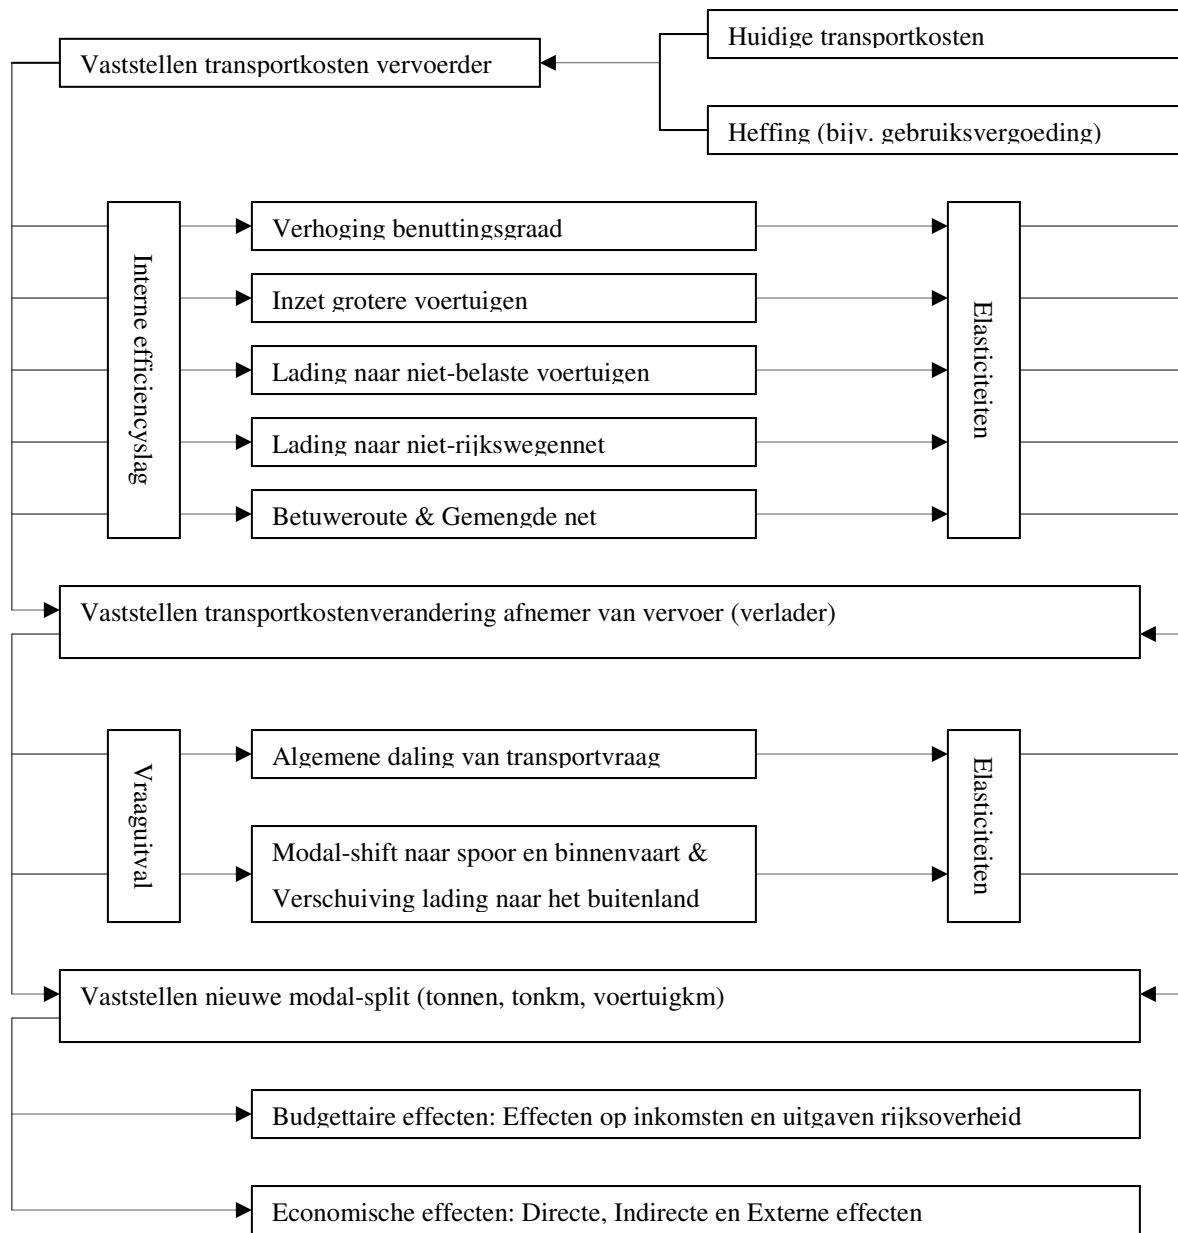 Huidige transportkosten
Vaststellen transportkosten vervoerder
Heffing (bijv. gebruiksvergoeding)
Interne efficiencyslag
Verhoging benuttingsgraad
Inzet grotere voertuigen
Lading naar niet-belaste voertuigen
Lading naar niet-rijkswegennet
Betuweroute & Gemengde net
Elasticiteiten
Vaststellen transportkostenverandering afnemer van vervoer (verlader)
Vraaguitval
Algemene daling van transportvraag
Modal-shift naar spoor en binnenvaart &
Verschuiving lading naar het buitenland
Elasticiteiten
Vaststellen nieuwe modal-split (tonnen, tonkm, voertuigkm)
Budgettaire effecten: Effecten op inkomsten en uitgaven rijksoverheid
Economische effecten: Directe, Indirecte en Externe effecten